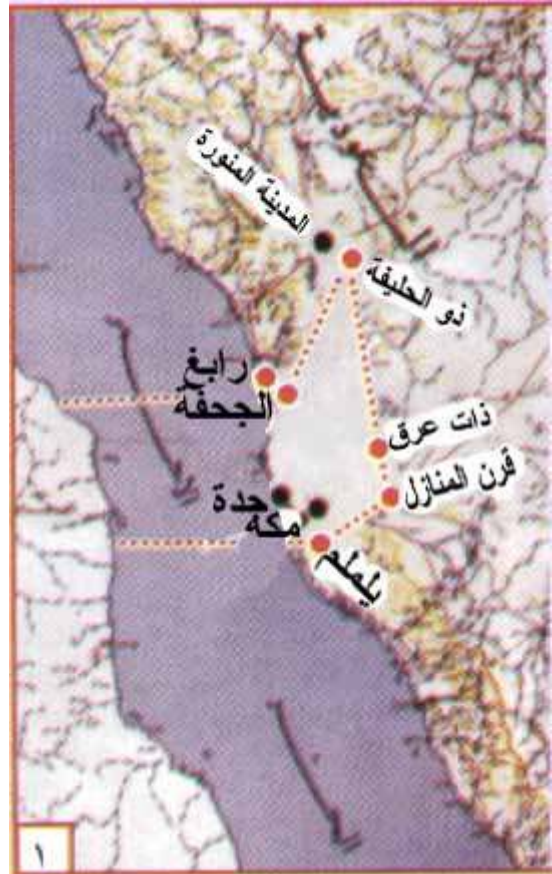 المدينة المنورة
ذو الحليفة
رابغ
الجحفة
ذات عرق
قرن المنازل
جدة
مكة
يلملم
١